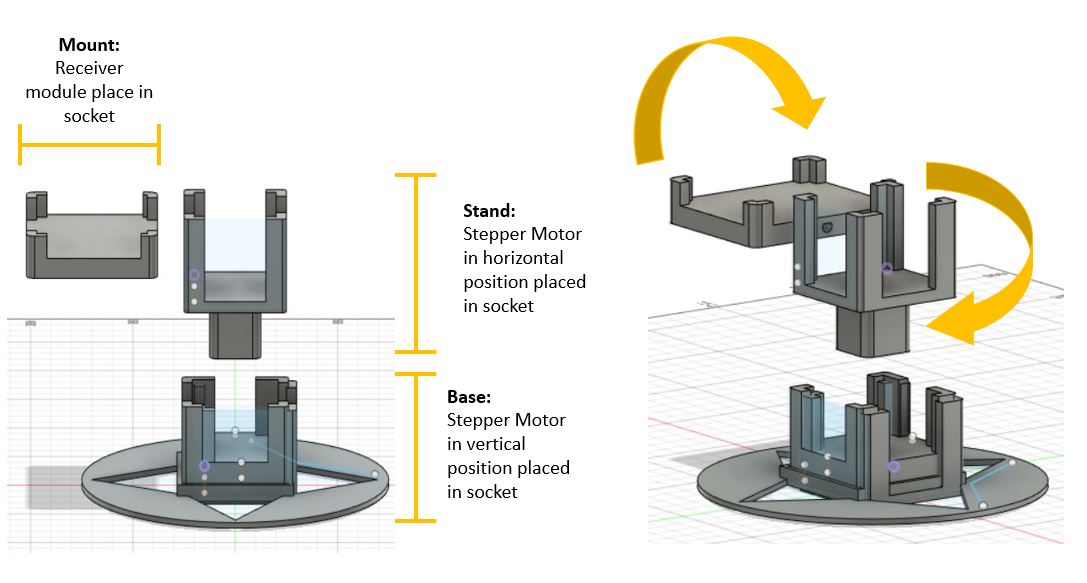 Mount:
Receiver
module place in
socket
Stand:
Stepper Motor
in horizontal
position placed
in socket
Base:
Stepper Motor
in vertical
position placed
in socket